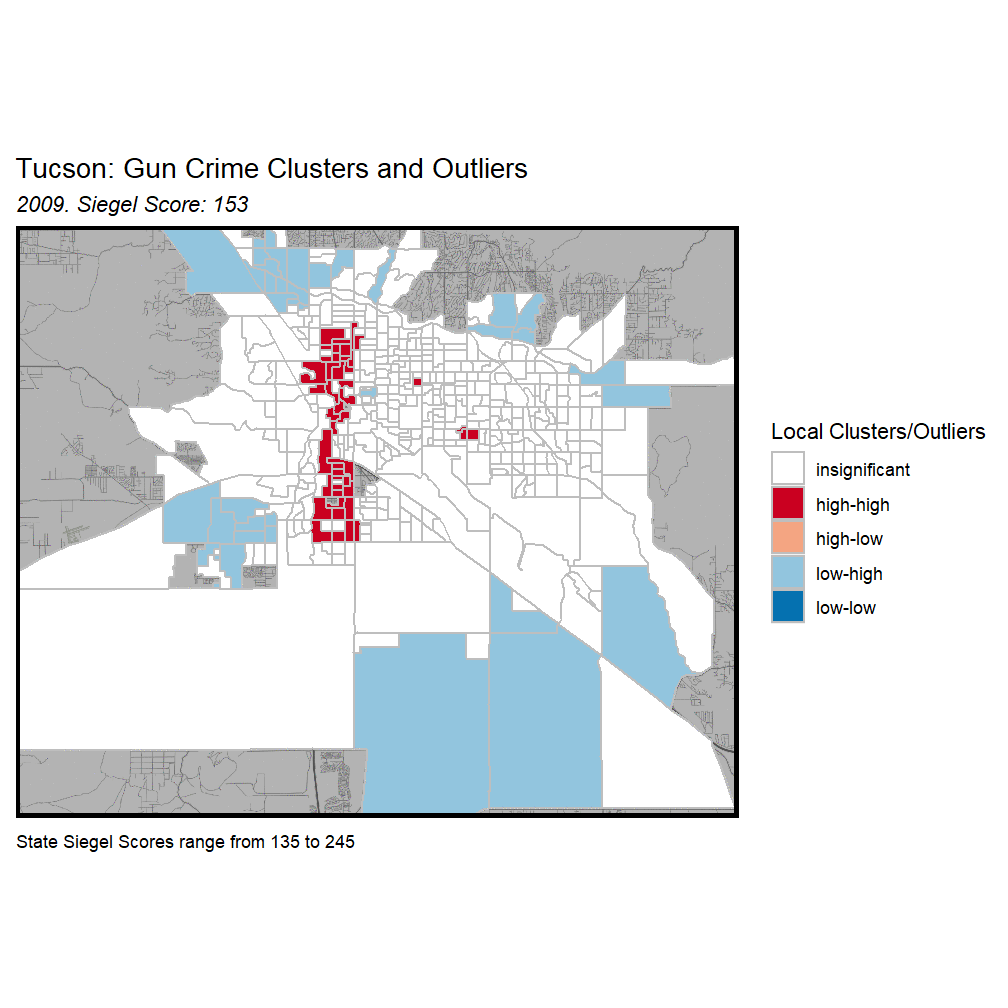 Tucson: Gun Crime Clusters and Outliers
2009. Siegel Score: 153
Local Clusters/Outliers
insignificant
high-high
high-low
low-high
low-low
State Siegel Scores range from 135 to 245